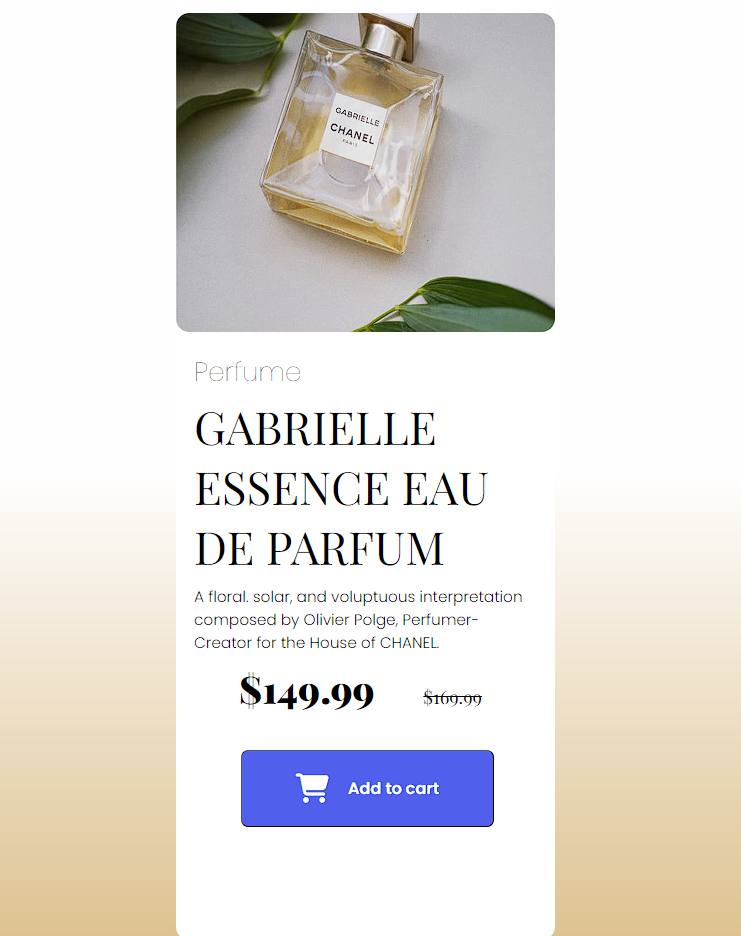 GABRIELLE
CHANEL
PARIS
Perfume
GABRIELLE
ESSENCE EAU
DE PARFUM
A floral. solar, and voluptuous interpretation
composed by Olivier Polge, Perfumer-
Creator for the House of CHANEL.
$149.99 $169.99
Add to cart